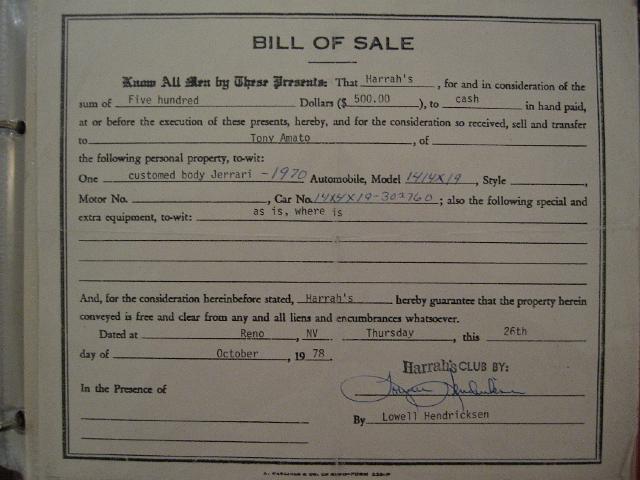 BILL OF SALE
Know All Men by These Presents: That Harrah's, for and in consideration of the
sum of Five hundred Dollars ($ 500.00), to cash in hand paid,
at or before the execution of these presents, hereby, and for the consideration so received, sell and transfer
to Tony Amato, of
the following personal property, to-wit:
One customed body Jerrari - 1970 Automobile, Model 1414X19, Style
Motor No. , Car No. 14X4X19-302760; also the following special and
extra equipment, to-wit: as is, where is
And, for the consideration hereinbefore stated, Harrah's hereby guarantee that the property herein
conveyed is free and clear from any and all liens and encumbrances whatsoever.
Dated at Reno, NV Thursday, this 26th
day of October, 1978.
Harrah's CLUB BY:
In the Presence of
By Lowell Hendricksen